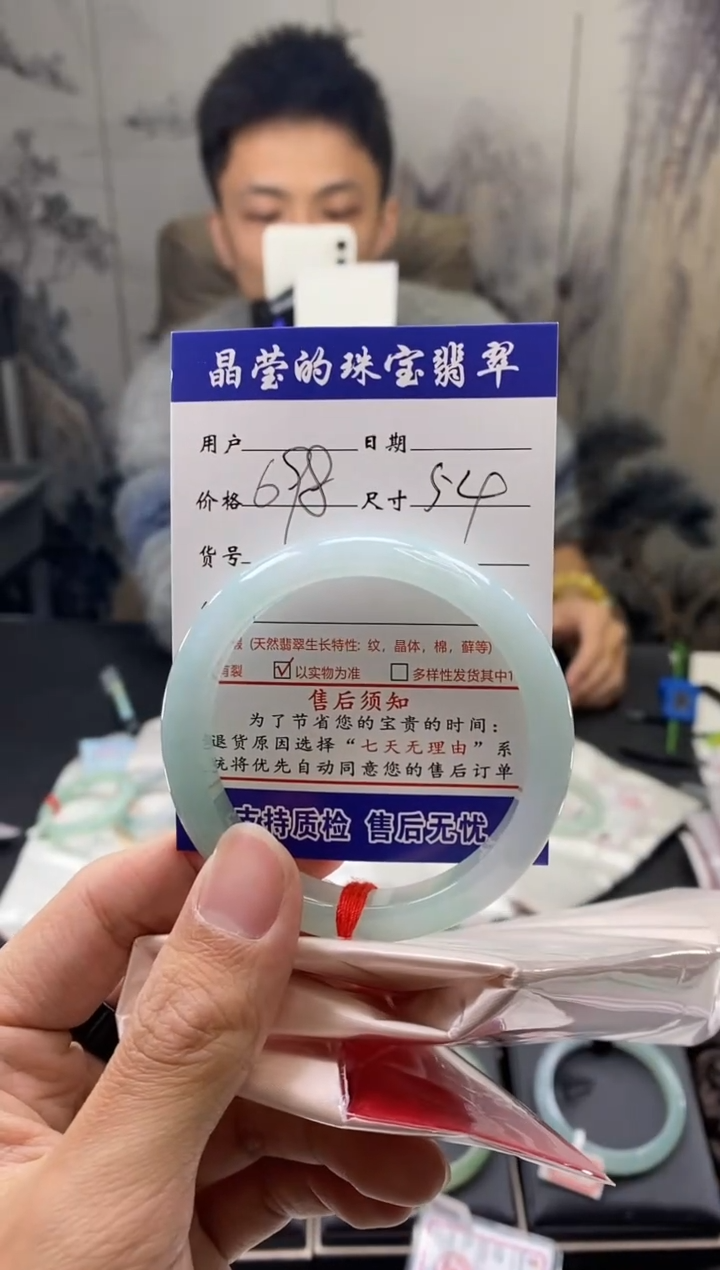 晶莹的珠宝翡翠
用户 日期
价格 698 尺寸 54
货号
(天然翡翠生长特性: 纹, 晶体, 棉, 藓等)
裂 ☑以实物为准 □多样性发货其中1
售后须知
为了节省您的宝贵的时间:
退货原因选择“七天无理由”系
统将优先自动同意您的售后订单
支持质检 售后无忧